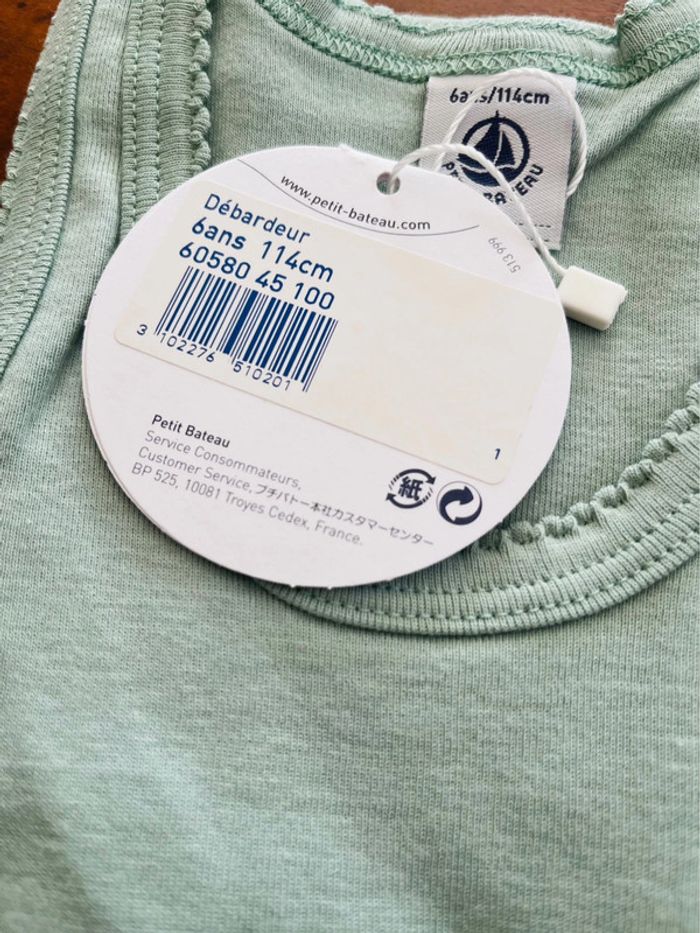 6ans/114cm
PETIT BATEAU
www.petit-bateau.com
513 999
Débardeur
6ans 114cm
60580 45 100
3 102276 510201
1
Petit Bateau
Service Consommateurs,
Customer Service, プチバトー本社カスタマーセンター
BP 525, 10081 Troyes Cedex, France.
紙